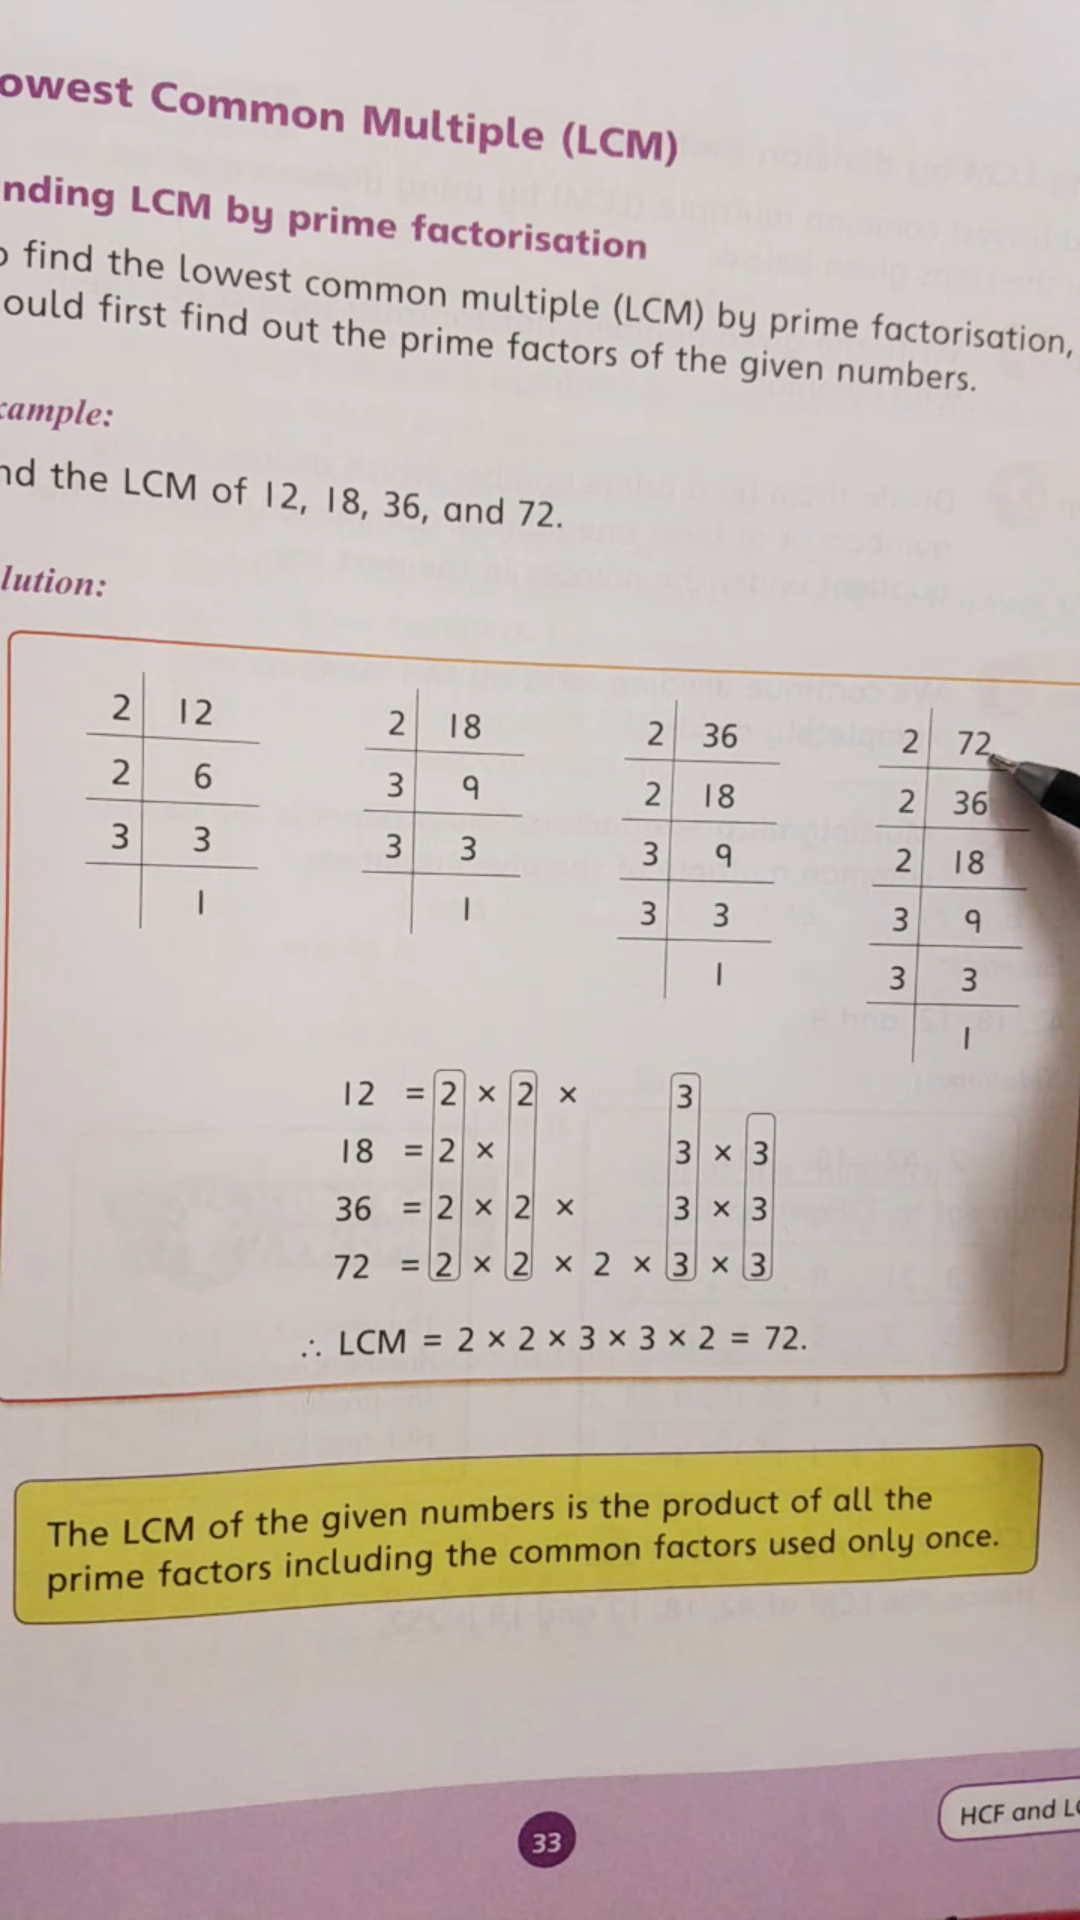 owest Common Multiple (LCM)
nding LCM by prime factorisation
o find the lowest common multiple (LCM) by prime factorisation,
ould first find out the prime factors of the given numbers.
xample:
nd the LCM of 12, 18, 36, and 72.
lution:
2 12 2 18 2 36 2 72
2 6 3 9 2 18 2 36
3 3 3 3 3 9 2 18
1 1 3 3 3 9
1 3 3
1
12 = 2 × 2 × 3
18 = 2 × 3 × 3
36 = 2 × 2 × 3 × 3
72 = 2 × 2 × 2 × 3 × 3
∴ LCM = 2 × 2 × 3 × 3 × 2 = 72.
The LCM of the given numbers is the product of all the
prime factors including the common factors used only once.
33
HCF and LC